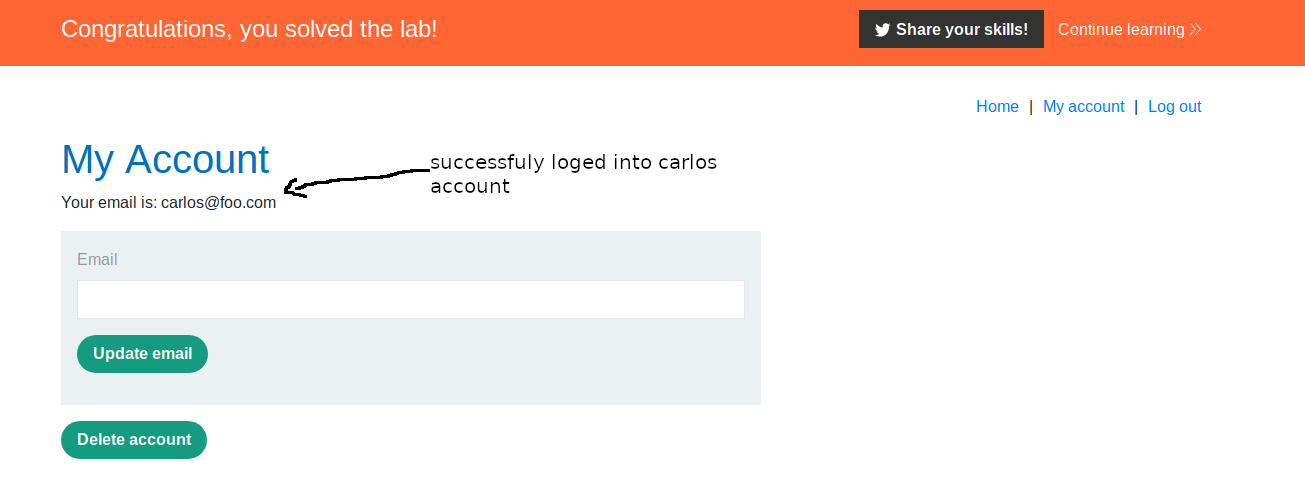 Congratulations, you solved the lab!
Share your skills!
Continue learning
Home | My account | Log out
My Account
successfuly loged into carlos
account
Your email is: carlos@foo.com
Email
Update email
Delete account